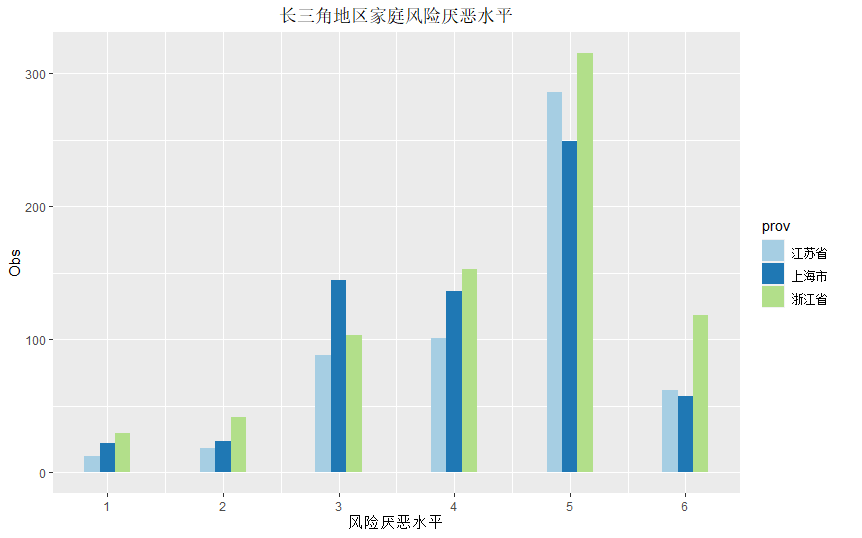 长三角地区家庭风险厌恶水平
300
200
100
0
Obs
1 2 3 4 5 6
风险厌恶水平
prov
江苏省
上海市
浙江省